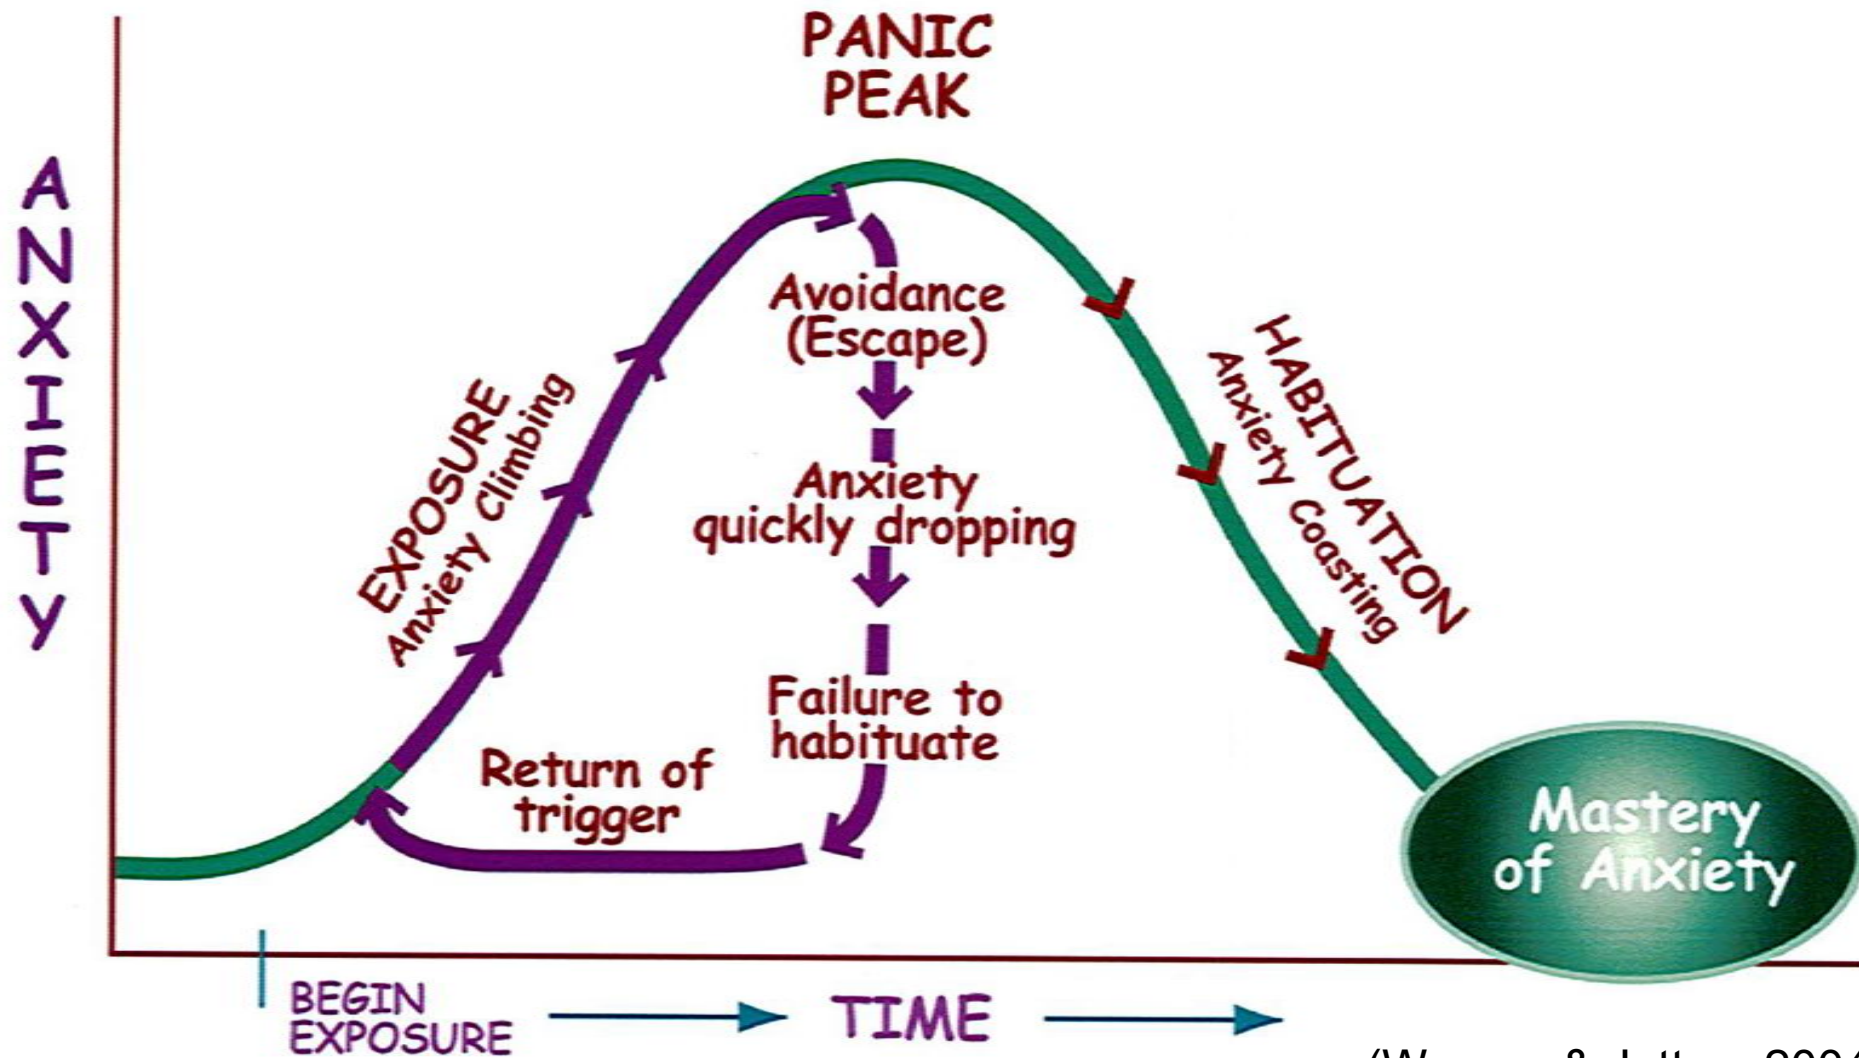 PANIC
PEAK
ANXIETY
EXPOSURE
Anxiety Climbing
Avoidance
(Escape)
Anxiety
quickly dropping
Failure to
habituate
Return of
trigger
HABITUATION
Anxiety Coasting
Mastery
of Anxiety
BEGIN
EXPOSURE
TIME